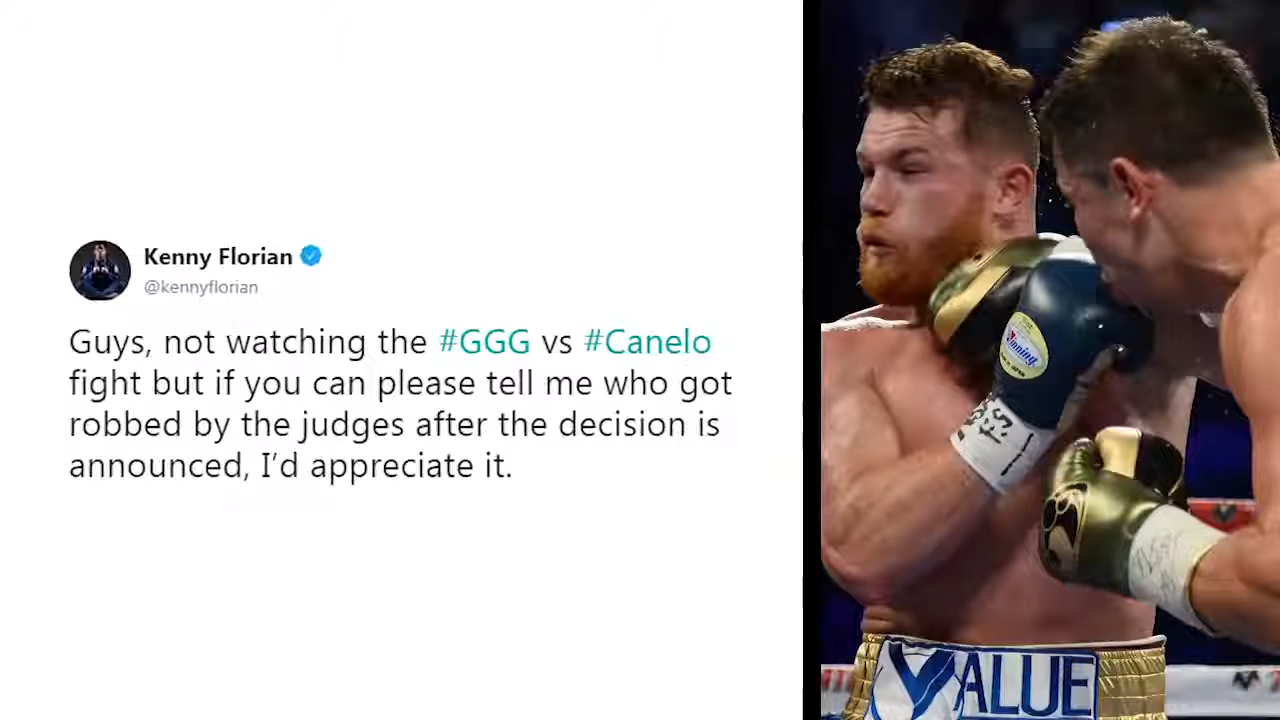 Kenny Florian
@kennyflorian
Guys, not watching the #GGG vs #Canelo
fight but if you can please tell me who got
robbed by the judges after the decision is
announced, I'd appreciate it.
Winning
VALUE